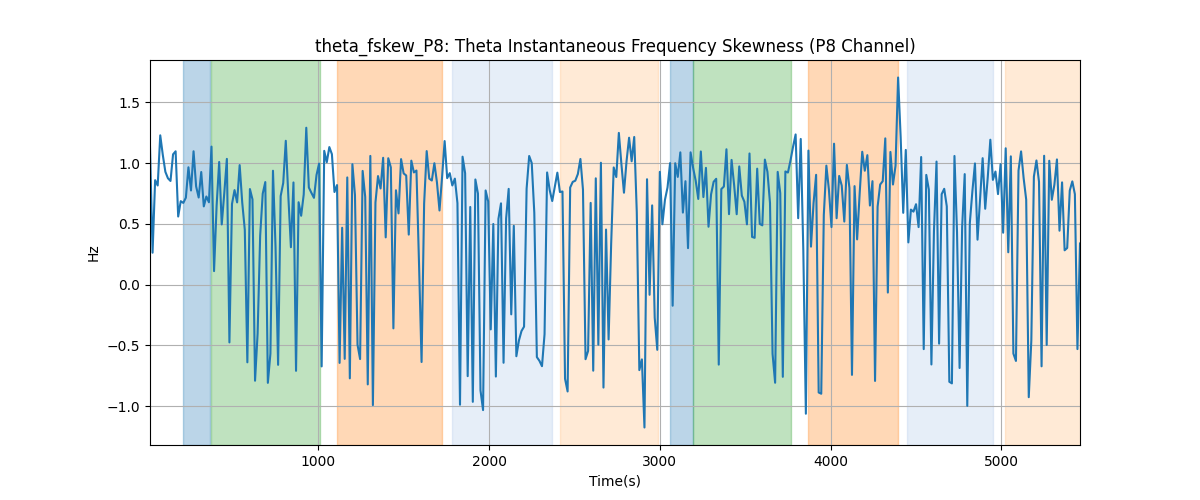 theta_fskew_P8: Theta Instantaneous Frequency Skewness (P8 Channel)
1.5
1.0
0.5
0.0
−0.5
−1.0
Hz
1000 2000 3000 4000 5000
Time(s)